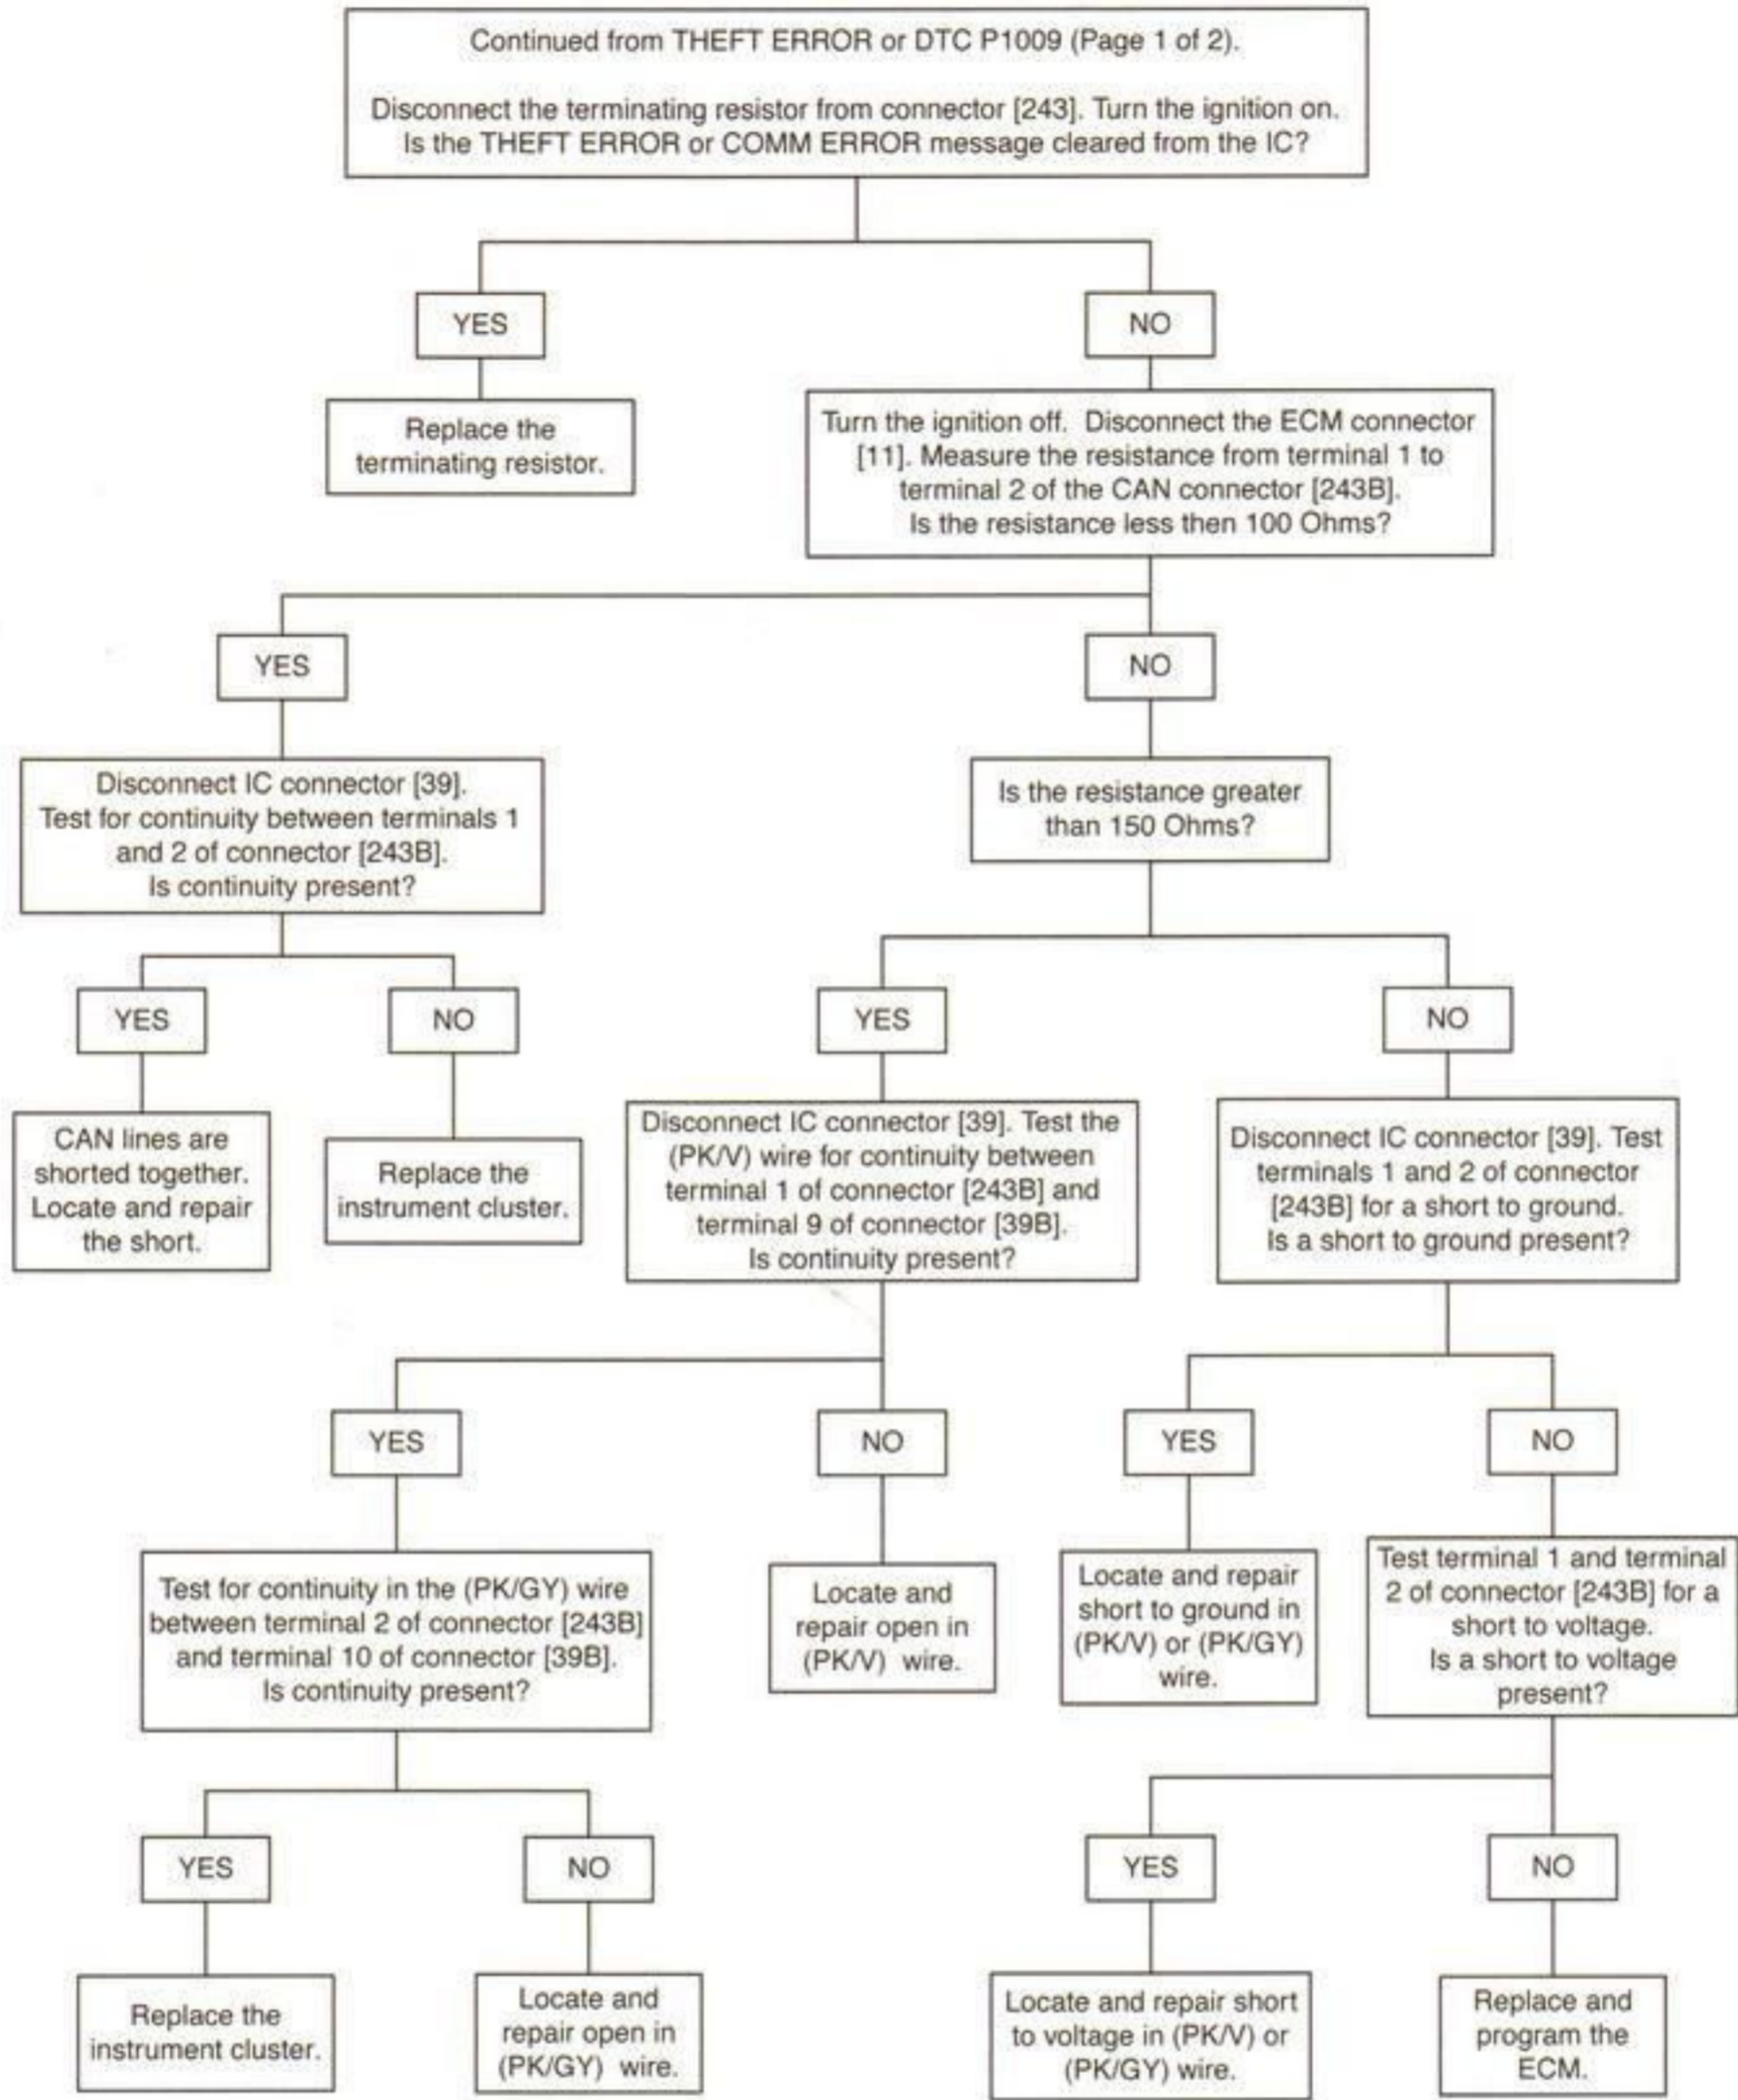 Continued from THEFT ERROR or DTC P1009 (Page 1 of 2).
Disconnect the terminating resistor from connector [243]. Turn the ignition on.
Is the THEFT ERROR or COMM ERROR message cleared from the IC?
YES
NO
Replace the
terminating resistor.
Turn the ignition off. Disconnect the ECM connector
[11]. Measure the resistance from terminal 1 to
terminal 2 of the CAN connector [243B].
Is the resistance less then 100 Ohms?
YES
NO
Disconnect IC connector [39].
Test for continuity between terminals 1
and 2 of connector [243B].
Is continuity present?
Is the resistance greater
than 150 Ohms?
YES
NO
YES
NO
CAN lines are
shorted together.
Locate and repair
the short.
Replace the
instrument cluster.
Disconnect IC connector [39]. Test the
(PK/V) wire for continuity between
terminal 1 of connector [243B] and
terminal 9 of connector [39B].
Is continuity present?
Disconnect IC connector [39]. Test
terminals 1 and 2 of connector
[243B] for a short to ground.
Is a short to ground present?
YES
NO
YES
NO
Test for continuity in the (PK/GY) wire
between terminal 2 of connector [243B]
and terminal 10 of connector [39B].
Is continuity present?
Locate and
repair open in
(PK/V) wire.
Locate and repair
short to ground in
(PK/V) or (PK/GY)
wire.
Test terminal 1 and terminal
2 of connector [243B] for a
short to voltage.
Is a short to voltage
present?
YES
NO
YES
NO
Replace the
instrument cluster.
Locate and
repair open in
(PK/GY) wire.
Locate and repair short
to voltage in (PK/V) or
(PK/GY) wire.
Replace and
program the
ECM.